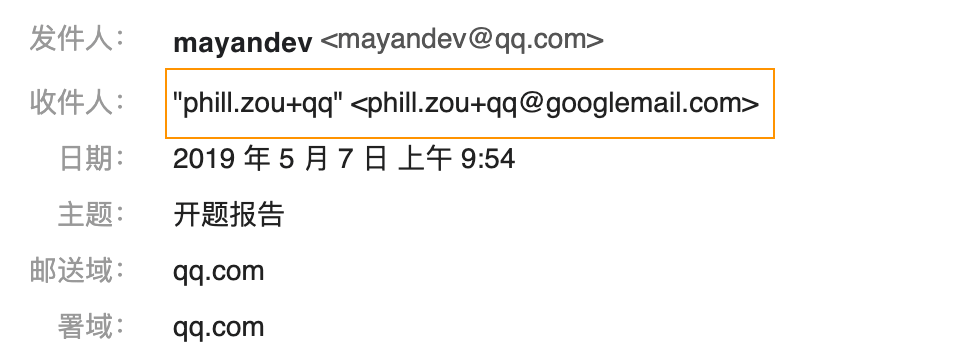 发件人： mayandev <mayandev@qq.com>
收件人： "phill.zou+qq" <phill.zou+qq@googlemail.com>
日期： 2019 年 5 月 7 日 上午 9:54
主题： 开题报告
邮送域： qq.com
署域： qq.com